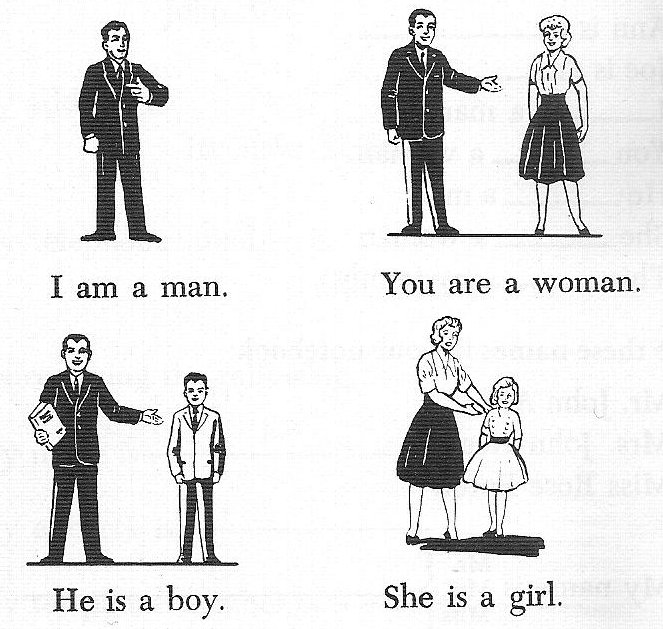 I am a man.
You are a woman.
He is a boy.
She is a girl.